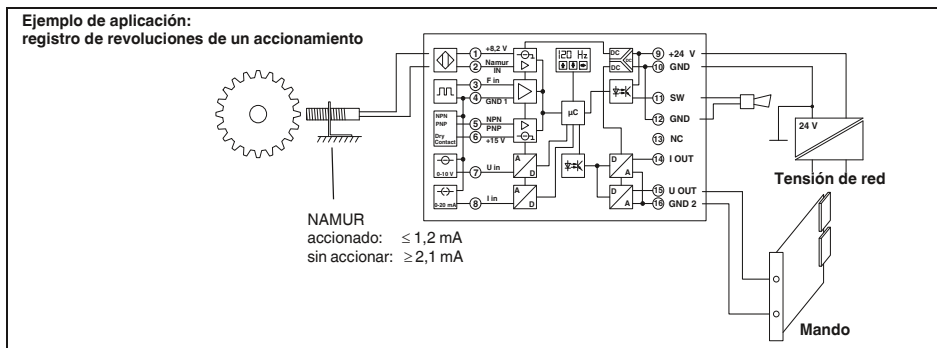 Ejemplo de aplicación:
registro de revoluciones de un accionamiento
1 +8,2 V
2 Namur
IN
3 F in
4 GND 1
NPN
PNP
Dry
Contact
5 NPN
PNP
6 +15 V
0-10 V
7 U in
0-20 mA
8 I in
A
D
A
D
120 Hz
µC
DC
DC
DC
D
A
D
A
9 +24 V
10 GND
11 SW
12 GND
13 NC
14 I OUT
15 U OUT
16 GND 2
24 V
Tensión de red
Mando
NAMUR
accionado: ≤ 1,2 mA
sin accionar: ≥ 2,1 mA